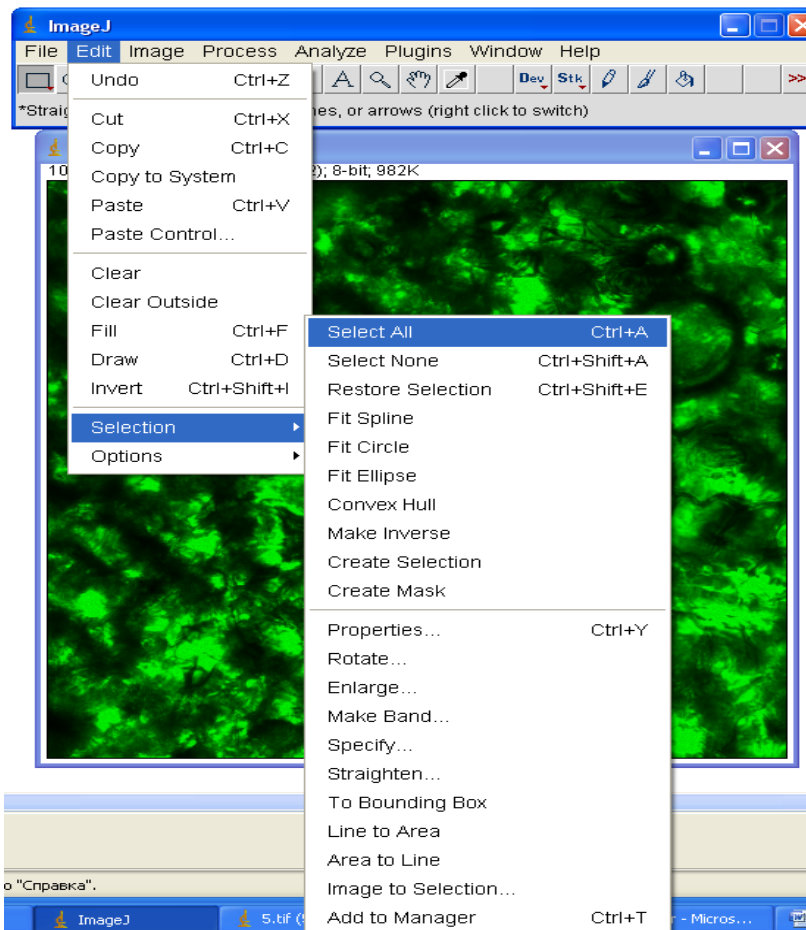 ImageJ
File Edit Image Process Analyze Plugins Window Help
A Dev Stk >>
*Straig
nes, or arrows (right click to switch)
10
2); 8-bit; 982K
Undo Ctrl+Z
Cut Ctrl+X
Copy Ctrl+C
Copy to System
Paste Ctrl+V
Paste Control...
Clear
Clear Outside
Fill Ctrl+F
Draw Ctrl+D
Invert Ctrl+Shift+I
Selection
Options
Select All Ctrl+A
Select None Ctrl+Shift+A
Restore Selection Ctrl+Shift+E
Fit Spline
Fit Circle
Fit Ellipse
Convex Hull
Make Inverse
Create Selection
Create Mask
Properties... Ctrl+Y
Rotate...
Enlarge...
Make Band...
Specify...
Straighten...
To Bounding Box
Line to Area
Area to Line
Image to Selection...
Add to Manager Ctrl+T
о "Справка".
ImageJ
5.tif (
r - Micros...